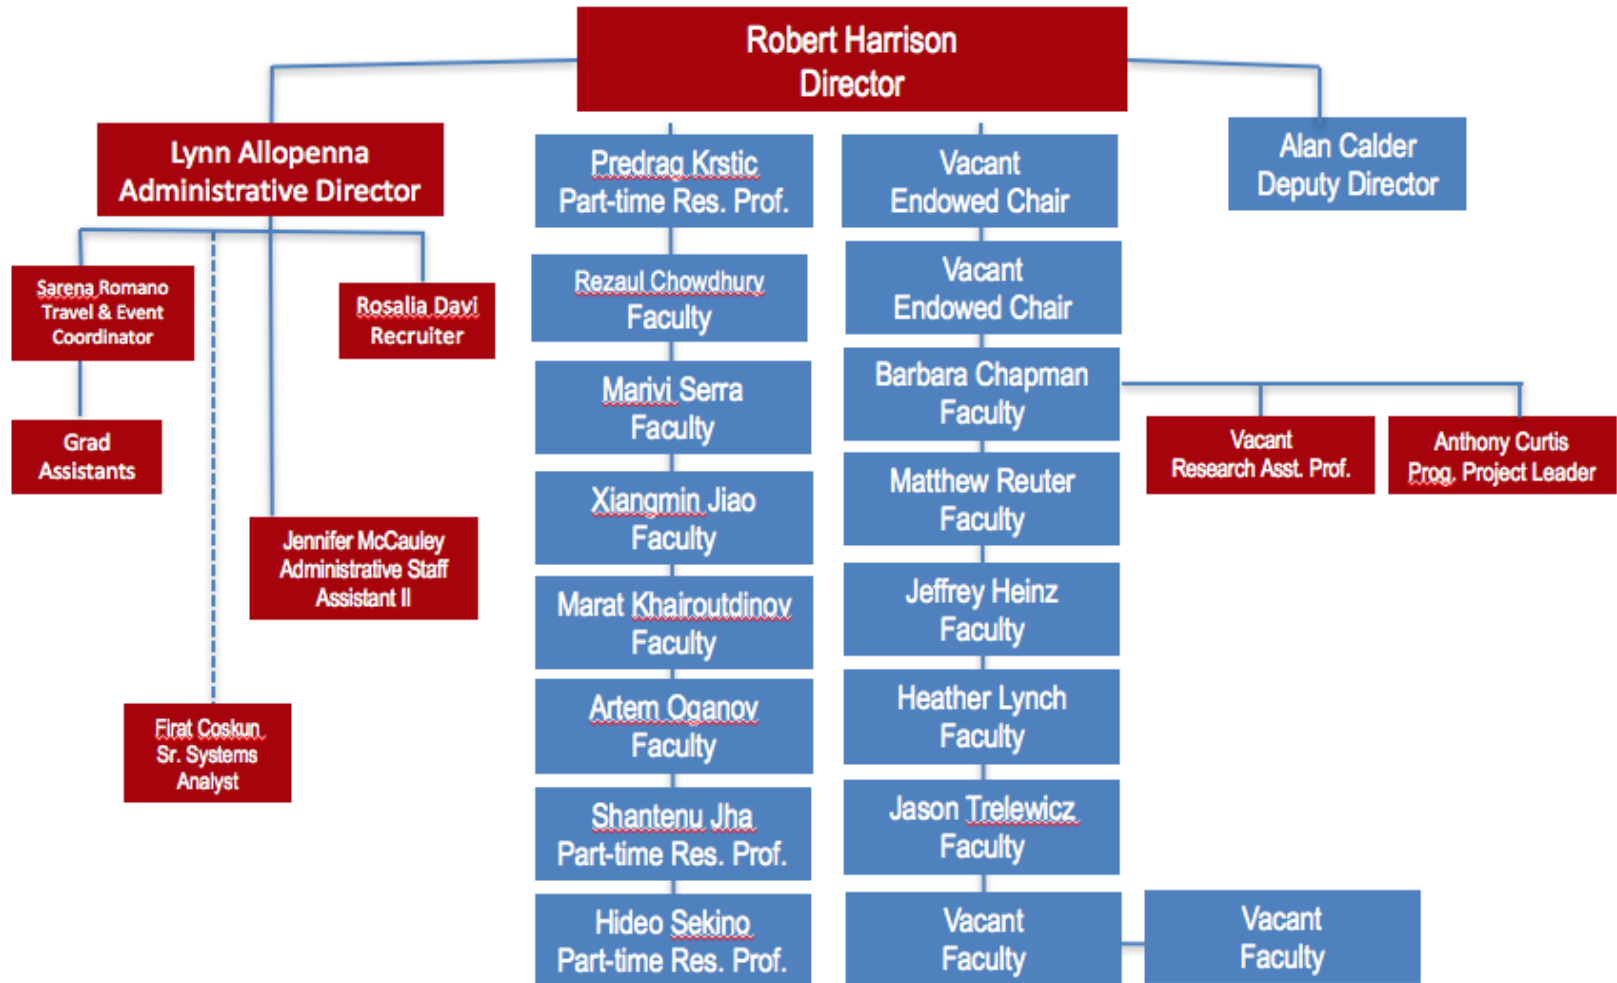 Robert Harrison
Director
Lynn Allopenna
Administrative Director
Alan Calder
Deputy Director
Sarena Romano
Travel & Event
Coordinator
Rosalia Davi
Recruiter
Grad
Assistants
Jennifer McCauley
Administrative Staff
Assistant II
Firat Coskun
Sr. Systems
Analyst
Predrag Krstic
Part-time Res. Prof.
Rezaul Chowdhury
Faculty
Marivi Serra
Faculty
Xiangmin Jiao
Faculty
Marat Khairoutdinov
Faculty
Artem Oganov
Faculty
Shantenu Jha
Part-time Res. Prof.
Hideo Sekino
Part-time Res. Prof.
Vacant
Endowed Chair
Vacant
Endowed Chair
Barbara Chapman
Faculty
Vacant
Research Asst. Prof.
Anthony Curtis
Prog. Project Leader
Matthew Reuter
Faculty
Jeffrey Heinz
Faculty
Heather Lynch
Faculty
Jason Trelewicz
Faculty
Vacant
Faculty
Vacant
Faculty